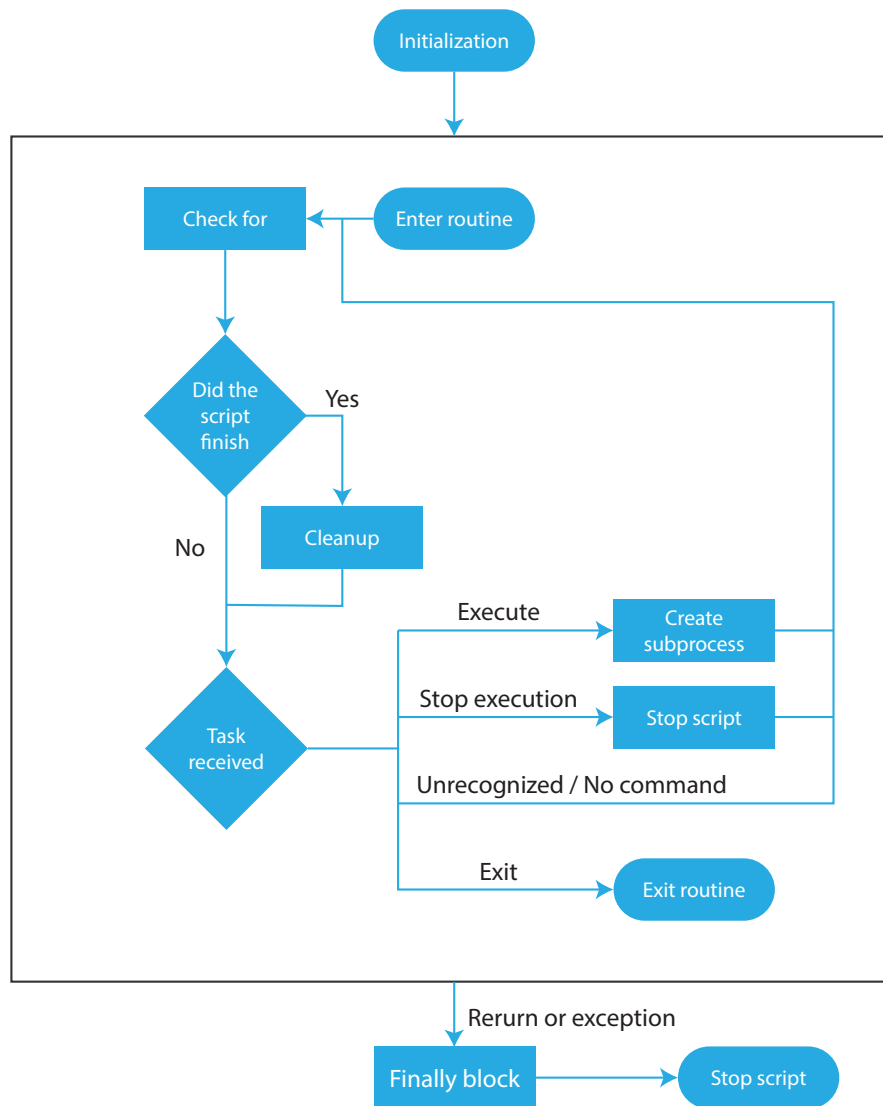 Initialization
Check for
Enter routine
Did the
script
finish
Yes
No
Cleanup
Execute
Create
subprocess
Stop execution
Stop script
Task
received
Unrecognized / No command
Exit
Exit routine
Rerurn or exception
Finally block
Stop script